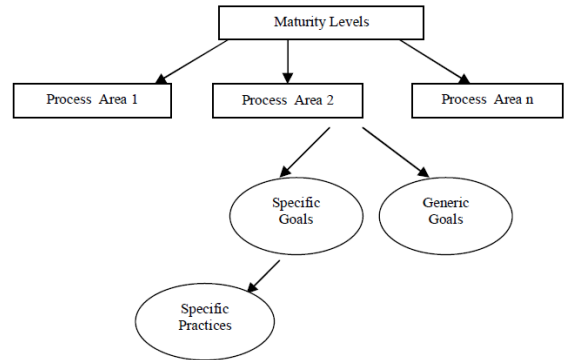 Maturity Levels
Process Area 1
Process Area 2
Process Area n
Specific
Goals
Generic
Goals
Specific
Practices